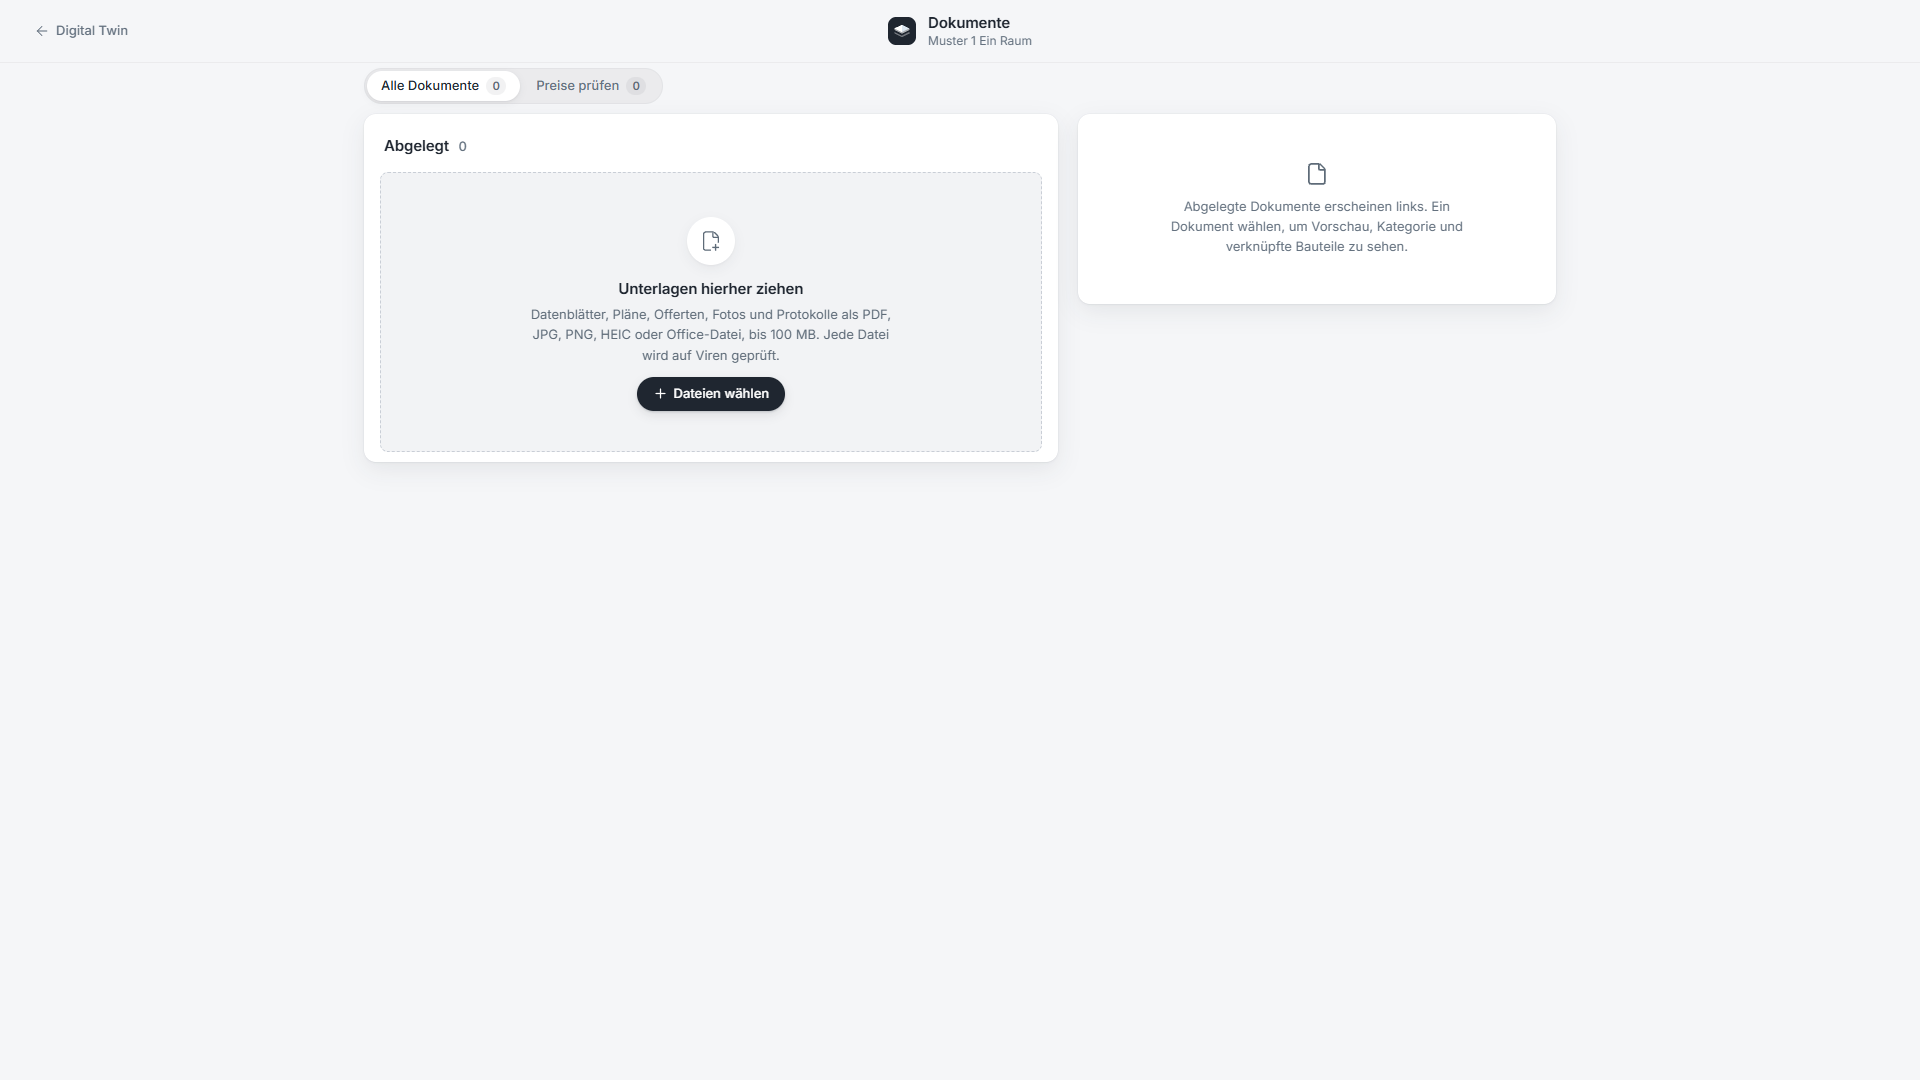 Digital Twin
Dokumente
Muster 1 Ein Raum
Alle Dokumente 0
Preise prüfen 0
Abgelegt 0
Unterlagen hierher ziehen
Datenblätter, Pläne, Offerten, Fotos und Protokolle als PDF,
JPG, PNG, HEIC oder Office-Datei, bis 100 MB. Jede Datei
wird auf Viren geprüft.
Dateien wählen
Abgelegte Dokumente erscheinen links. Ein
Dokument wählen, um Vorschau, Kategorie und
verknüpfte Bauteile zu sehen.